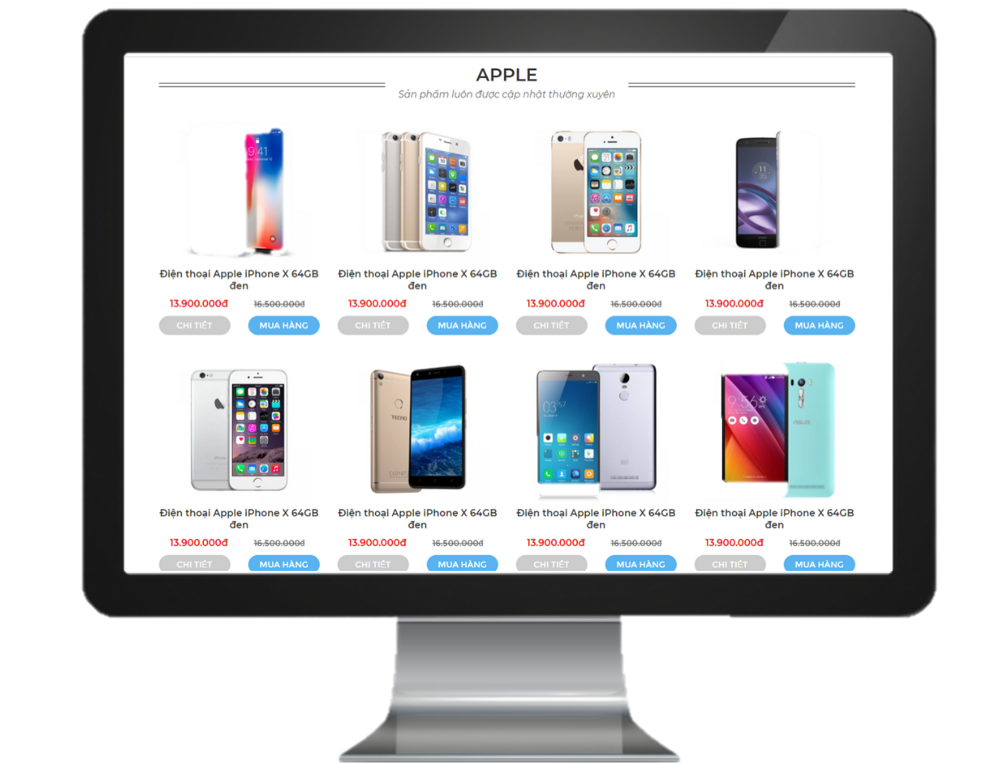 APPLE
Sản phẩm luôn được cập nhật thường xuyên
9:41
11
35
Điện thoại Apple iPhone X 64GB
đen
13.900.000đ 16.500.000đ
CHI TIẾT MUA HÀNG
Điện thoại Apple iPhone X 64GB
đen
13.900.000đ 16.500.000đ
CHI TIẾT MUA HÀNG
Điện thoại Apple iPhone X 64GB
đen
13.900.000đ 16.500.000đ
CHI TIẾT MUA HÀNG
Điện thoại Apple iPhone X 64GB
đen
13.900.000đ 16.500.000đ
CHI TIẾT MUA HÀNG
TECNO
03:57
mi
9:56
ASUS
Điện thoại Apple iPhone X 64GB
đen
13.900.000đ 16.500.000đ
CHI TIẾT MUA HÀNG
Điện thoại Apple iPhone X 64GB
đen
13.900.000đ 16.500.000đ
CHI TIẾT MUA HÀNG
Điện thoại Apple iPhone X 64GB
đen
13.900.000đ 16.500.000đ
CHI TIẾT MUA HÀNG
Điện thoại Apple iPhone X 64GB
đen
13.900.000đ 16.500.000đ
CHI TIẾT MUA HÀNG